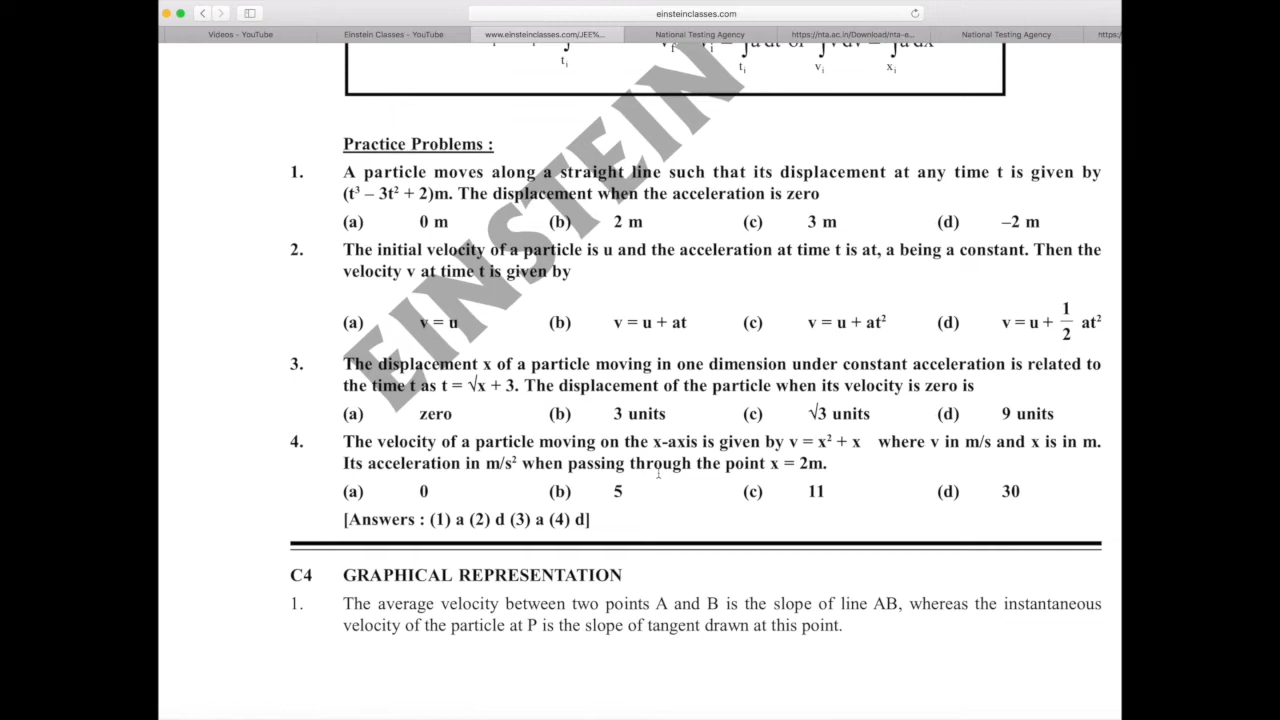 einsteinclasses.com
Videos - YouTube Einstein Classes - YouTube www.einsteinclasses.com/JEE%... National Testing Agency https://nta.ac.in/Download/nta-e... National Testing Agency https:/
Practice Problems :
1. A particle moves along a straight line such that its displacement at any time t is given by
(t³ – 3t² + 2)m. The displacement when the acceleration is zero
(a) 0 m (b) 2 m (c) 3 m (d) –2 m
2. The initial velocity of a particle is u and the acceleration at time t is at, a being a constant. Then the
velocity v at time t is given by
(a) v = u (b) v = u + at (c) v = u + at² (d) v = u + 1/2 at²
3. The displacement x of a particle moving in one dimension under constant acceleration is related to
the time t as t = √x + 3. The displacement of the particle when its velocity is zero is
(a) zero (b) 3 units (c) √3 units (d) 9 units
4. The velocity of a particle moving on the x-axis is given by v = x² + x where v in m/s and x is in m.
Its acceleration in m/s² when passing through the point x = 2m.
(a) 0 (b) 5 (c) 11 (d) 30
[Answers : (1) a (2) d (3) a (4) d]
C4 GRAPHICAL REPRESENTATION
1. The average velocity between two points A and B is the slope of line AB, whereas the instantaneous
velocity of the particle at P is the slope of tangent drawn at this point.
EINSTEIN